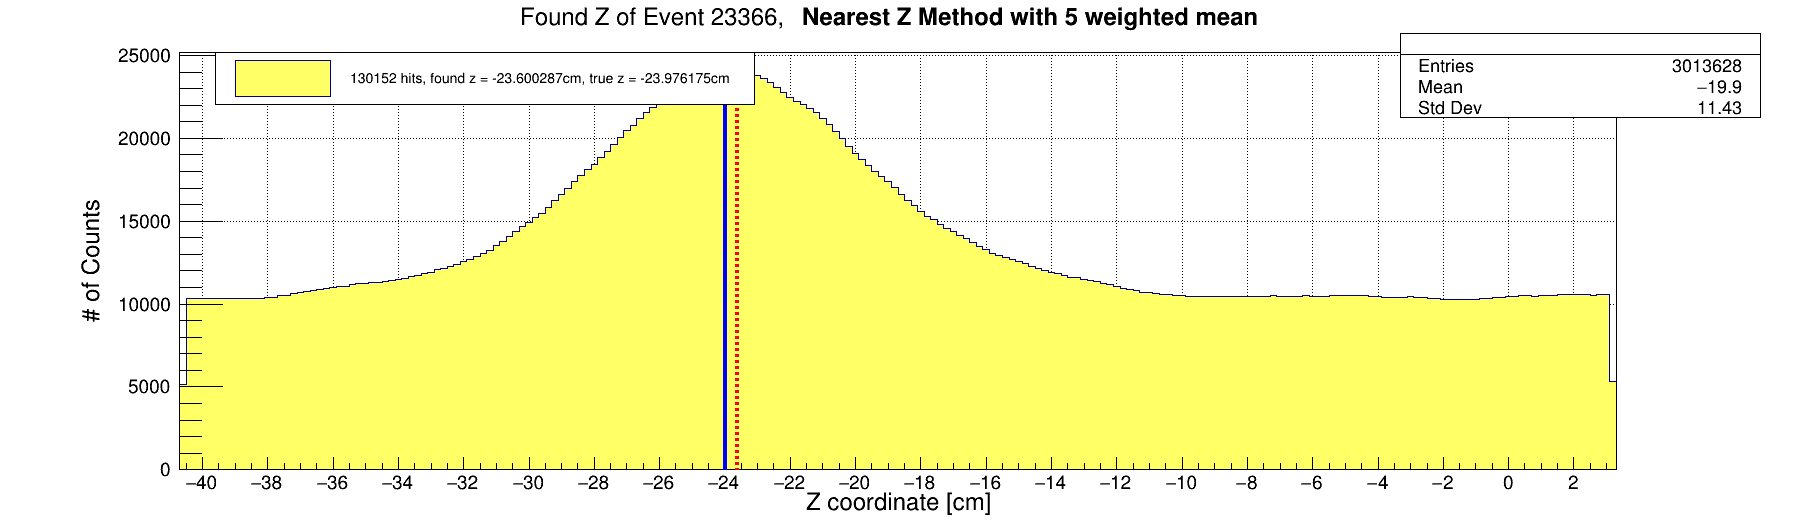 Found Z of Event 23366, Nearest Z Method with 5 weighted mean
130152 hits, found z = -23.600287cm, true z = -23.976175cm
Entries 3013628
Mean −19.9
Std Dev 11.43
25000
20000
15000
10000
5000
0
# of Counts
−40 −38 −36 −34 −32 −30 −28 −26 −24 −22 −20 −18 −16 −14 −12 −10 −8 −6 −4 −2 0 2
Z coordinate [cm]